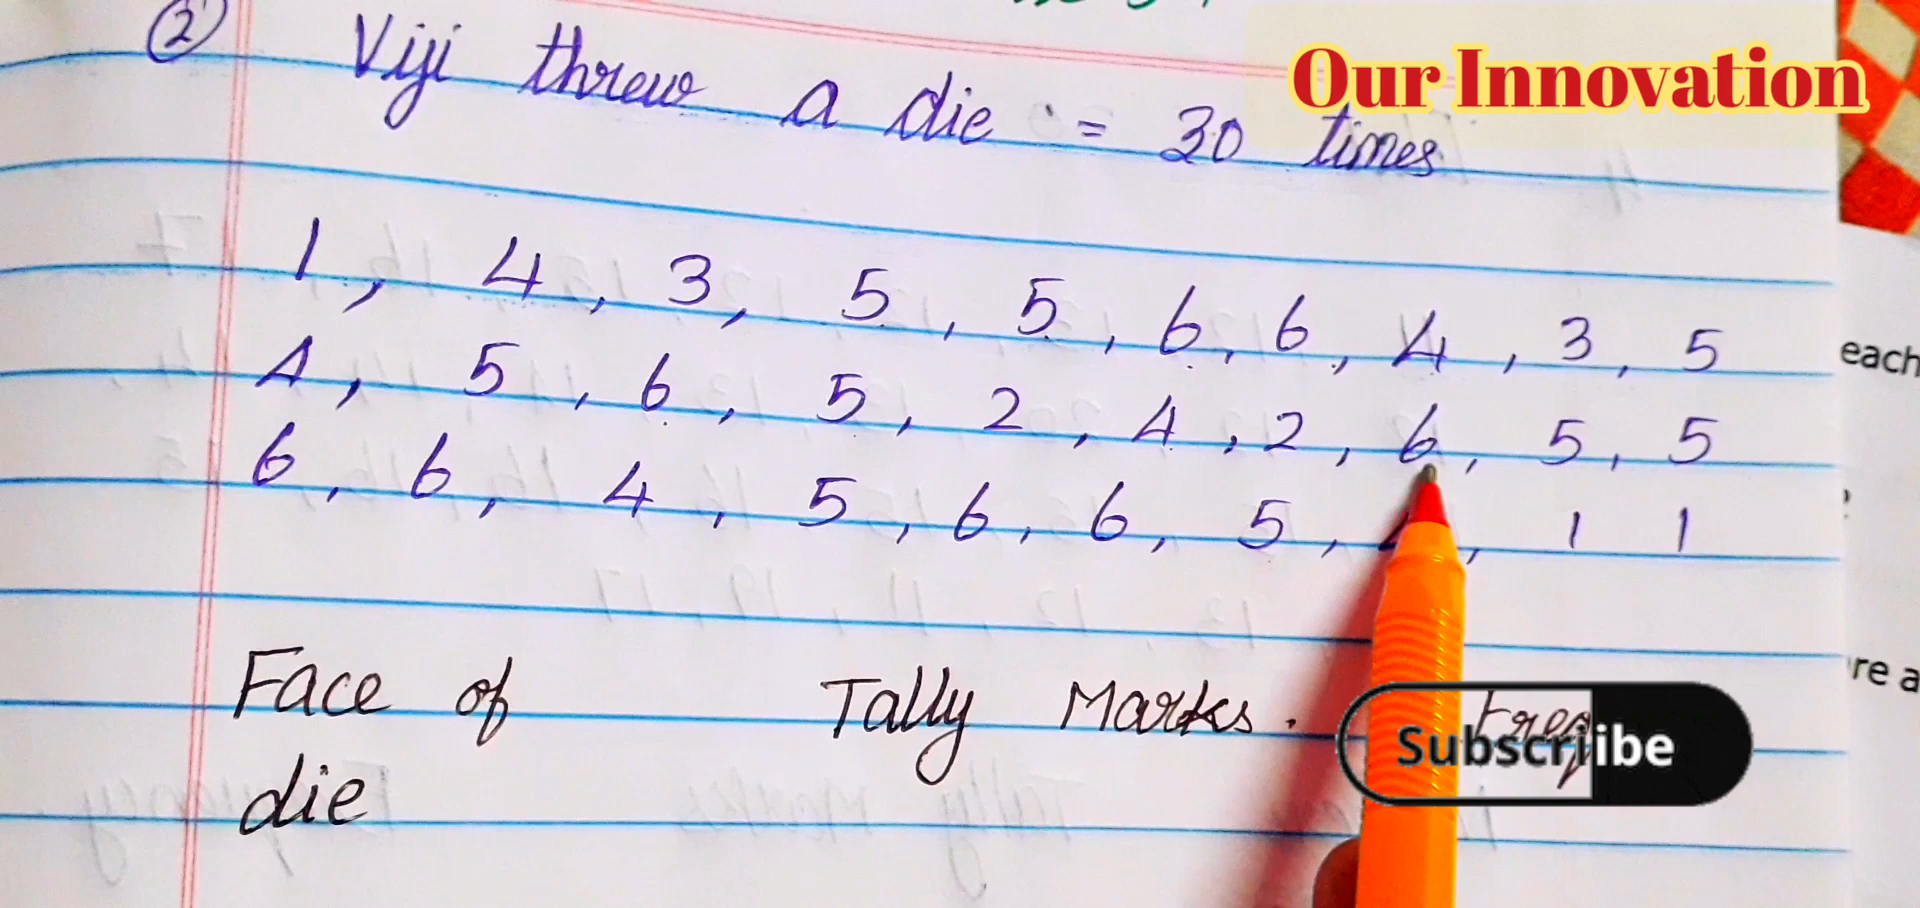 Our Innovation
② Viji threw a die = 30 times
1, 4, 3, 5, 5, 6, 6, 4, 3, 5
4, 5, 6, 5, 2, 4, 2, 6, 5, 5
6, 6, 4, 5, 6, 6, 5, , 1 1
each
re a
Face of Tally Marks.
die
Subscriibe